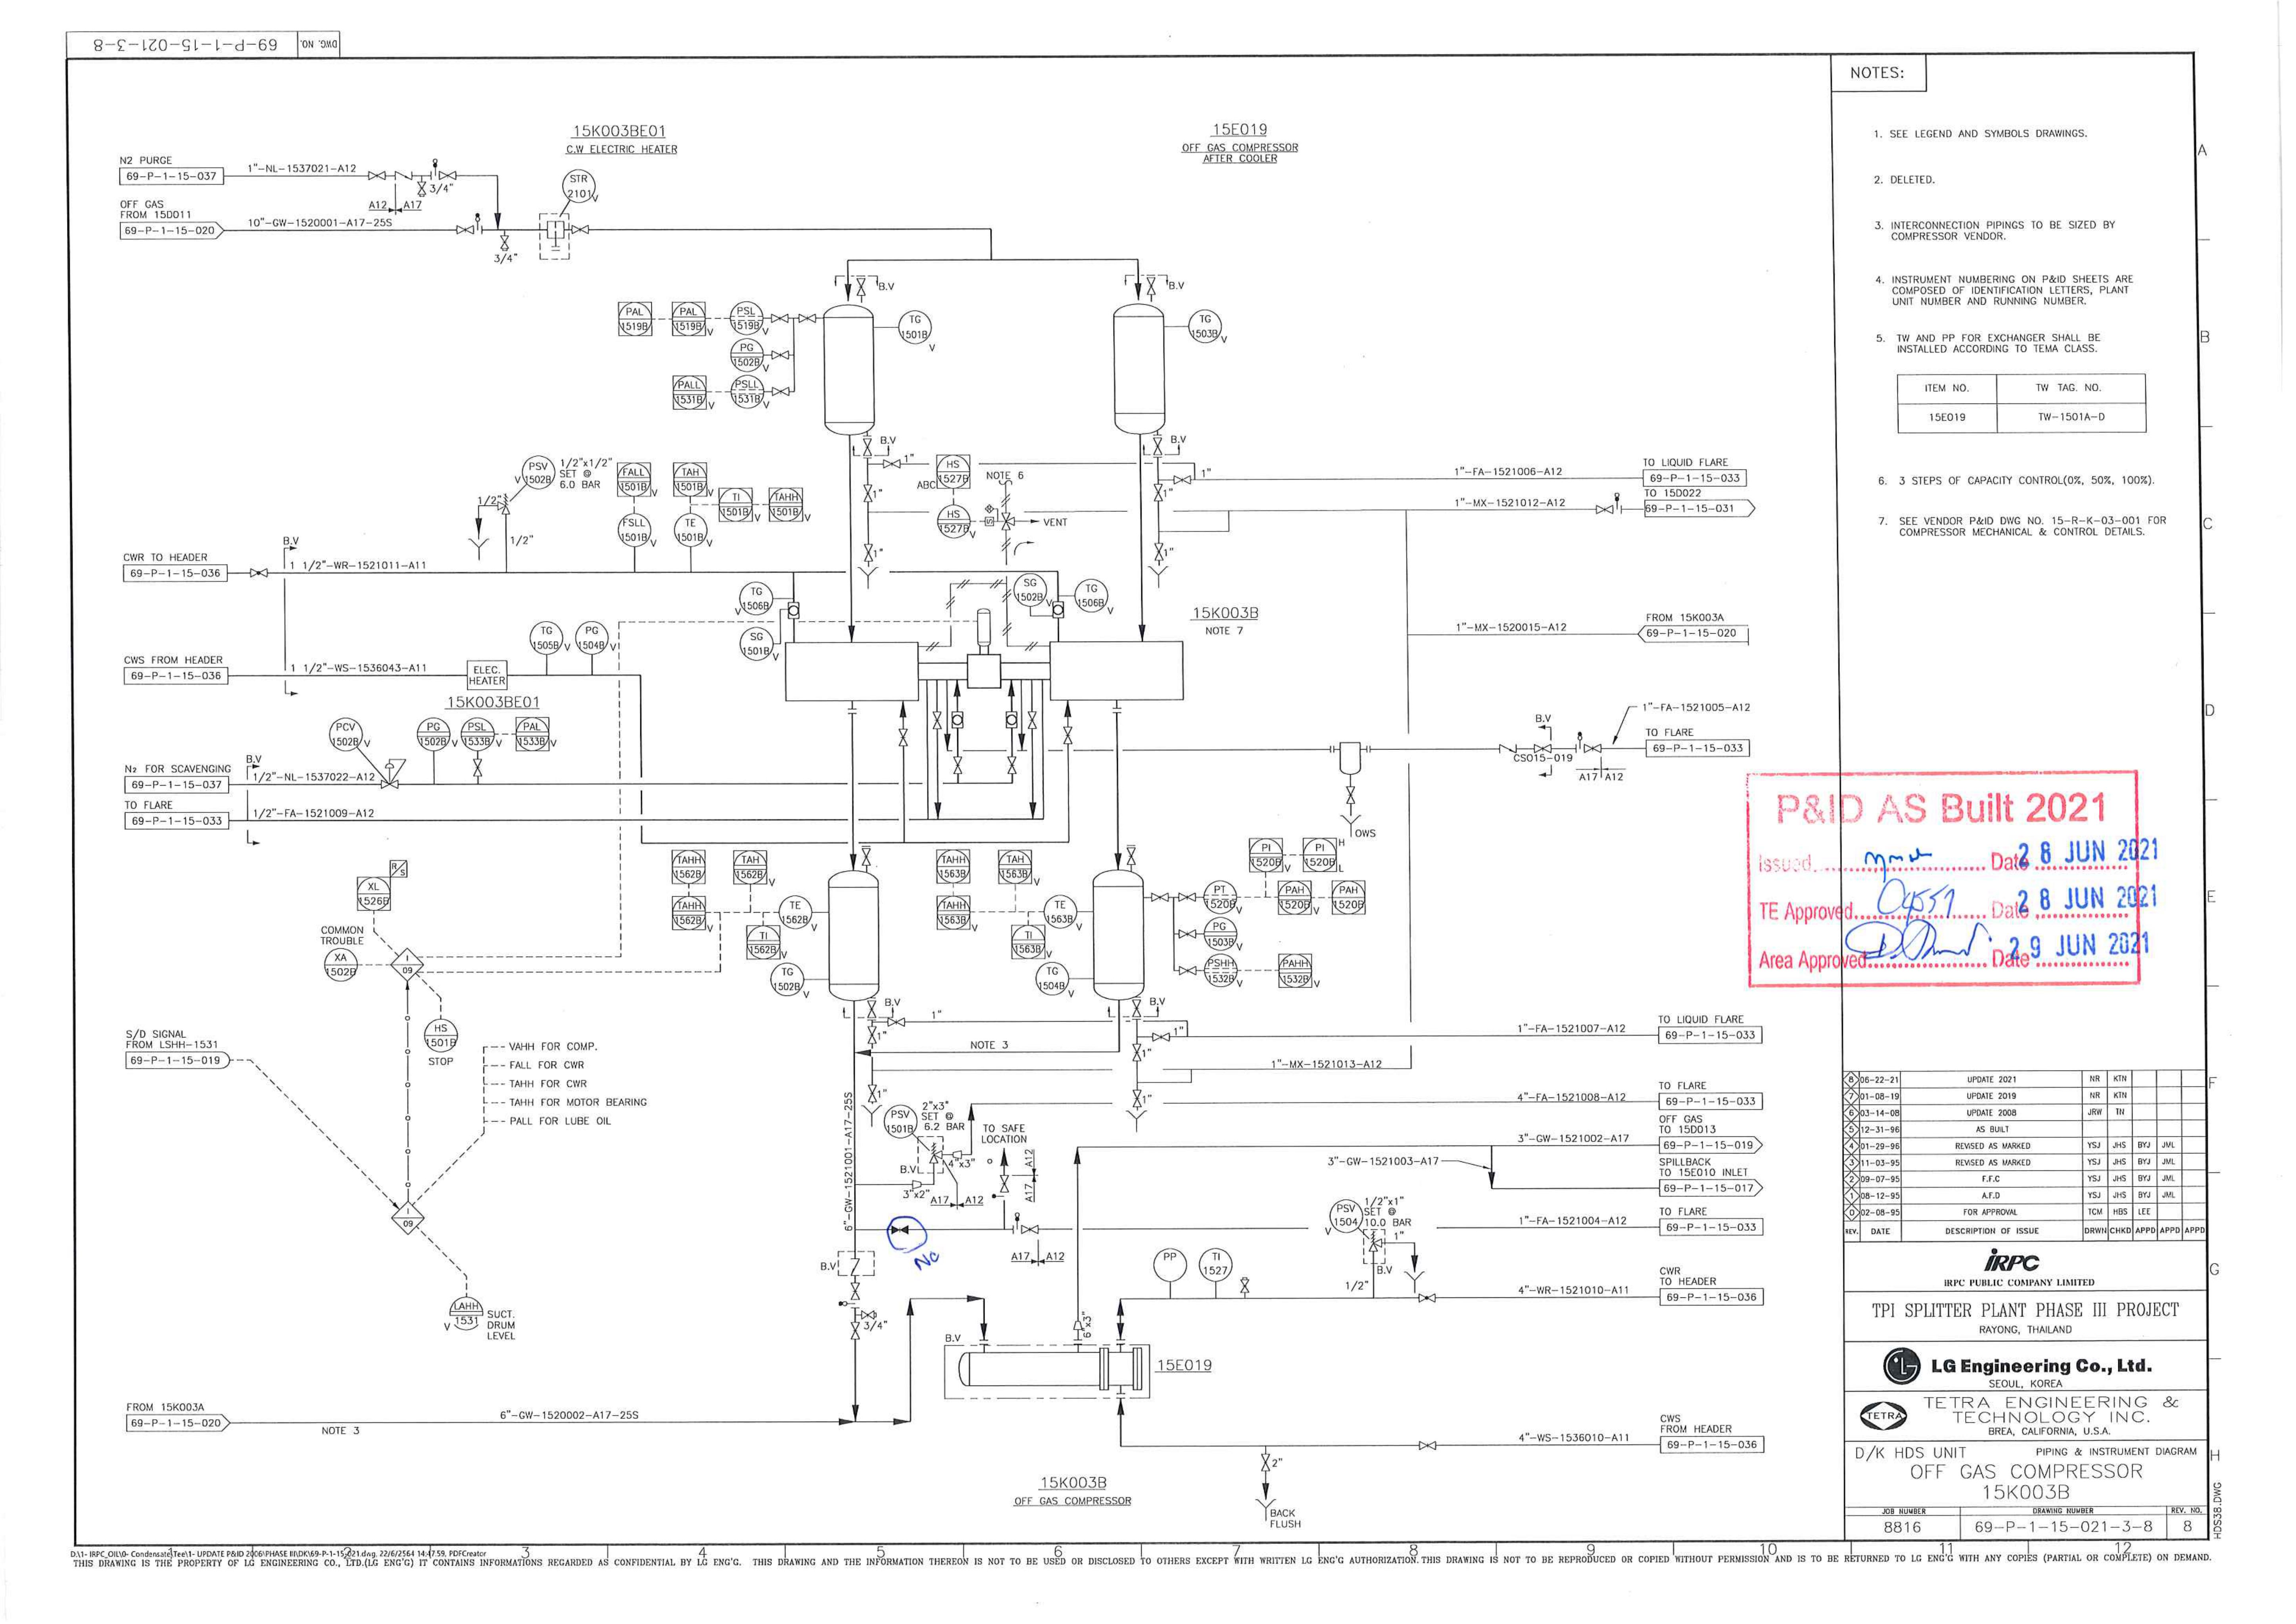 69-P-1-15-021-3-8
DWG. NO.
NOTES:
1. SEE LEGEND AND SYMBOLS DRAWINGS.
2. DELETED.
3. INTERCONNECTION PIPINGS TO BE SIZED BY
COMPRESSOR VENDOR.
4. INSTRUMENT NUMBERING ON P&ID SHEETS ARE
COMPOSED OF IDENTIFICATION LETTERS, PLANT
UNIT NUMBER AND RUNNING NUMBER.
5. TW AND PP FOR EXCHANGER SHALL BE
INSTALLED ACCORDING TO TEMA CLASS.
ITEM NO. TW TAG. NO.
15E019 TW-1501A-D
6. 3 STEPS OF CAPACITY CONTROL(0%, 50%, 100%).
7. SEE VENDOR P&ID DWG NO. 15-R-K-03-001 FOR
COMPRESSOR MECHANICAL & CONTROL DETAILS.
15K003BE01
C.W ELECTRIC HEATER
15E019
OFF GAS COMPRESSOR
AFTER COOLER
N2 PURGE
69-P-1-15-037
1"-NL-1537021-A12
3/4"
A12 A17
OFF GAS
FROM 15D011
69-P-1-15-020
10"-GW-1520001-A17-25S
3/4"
STR
2101 V
B.V
B.V
PAL
1519B
PAL
1519B V
PSL
1519B V
PG
1502B V
PALL
1531B V
PSLL
1531B V
TG
1501B
V
TG
1503B
V
B.V
B.V
1"
1"
1"
1"
1"
1"
HS
1527B
ABC
NOTE 6
HS
1527B V
S
VENT
1"-FA-1521006-A12
TO LIQUID FLARE
69-P-1-15-033
1"-MX-1521012-A12
TO 15D022
69-P-1-15-031
PSV
V 1502B
1/2"x1/2"
SET @
6.0 BAR
1/2"
1/2"
FALL
1501B V
FSLL
1501B V
TAH
1501B V
TE
1501B V
TI
1501B V
TAHH
1501B V
CWR TO HEADER
69-P-1-15-036
B.V
1 1/2"-WR-1521011-A11
TG
V 1506B
SG
1501B V
SG
1502B V
TG
1506B V
15K003B
NOTE 7
1"-MX-1520015-A12
FROM 15K003A
69-P-1-15-020
CWS FROM HEADER
69-P-1-15-036
1 1/2"-WS-1536043-A11
ELEC.
HEATER
15K003BE01
TG
1505B V
PG
1504B V
PCV
1502B V
PG
1502B V
PSL
1533B V
PAL
1533B V
N2 FOR SCAVENGING
69-P-1-15-037
B.V
1/2"-NL-1537022-A12
TO FLARE
69-P-1-15-033
1/2"-FA-1521009-A12
1"-FA-1521005-A12
TO FLARE
69-P-1-15-033
B.V
CSO15-019
A17 A12
OWS
P&ID AS Built 2021
Issued Date 28 JUN 2021
TE Approved Date 28 JUN 2021
Area Approved Date 29 JUN 2021
TAHH
1562B V
TAH
1562B V
TAHH
1562B V
TI
1562B V
TE
1562B V
TG
1502B V
TAHH
1563B
TAH
1563B V
TAHH
1563B V
TI
1563B V
TE
1563B V
TG
1504B V
PI
1520B V
PI
1520B
H
L
PT
1520B V
PAH
1520B V
PAH
1520B
PG
1503B V
PSHH
1532B V
PAHH
1532B V
R/S
XL
1526B
COMMON
TROUBLE
XA
1502B
I
09
HS
1501B
STOP
S/D SIGNAL
FROM LSHH-1531
69-P-1-15-019
VAHH FOR COMP.
FALL FOR CWR
TAHH FOR CWR
TAHH FOR MOTOR BEARING
PALL FOR LUBE OIL
I
09
LAHH
1531
V
SUCT.
DRUM
LEVEL
B.V
B.V
1"
1"
1"
1"
1"
1"
NOTE 3
1"-FA-1521007-A12
TO LIQUID FLARE
69-P-1-15-033
1"-MX-1521013-A12
4"-FA-1521008-A12
TO FLARE
69-P-1-15-033
6"-GW-1521001-A17-25S
PSV
1501B
2"x3"
SET @
6.2 BAR
B.V
4"x3"
3"x2"
A17 A12
TO SAFE
LOCATION
A12
A17
NC
A17 A12
3"-GW-1521002-A17
OFF GAS
TO 15D013
69-P-1-15-019
3"-GW-1521003-A17
SPILLBACK
TO 15E010 INLET
69-P-1-15-017
1"-FA-1521004-A12
TO FLARE
69-P-1-15-033
PSV
1504
V
1/2"x1"
SET @
10.0 BAR
1"
B.V
1/2"
PP
TI
1527
4"-WR-1521010-A11
CWR
TO HEADER
69-P-1-15-036
B.V
3/4"
B.V
6"x3"
15E019
FROM 15K003A
69-P-1-15-020
6"-GW-1520002-A17-25S
NOTE 3
4"-WS-1536010-A11
CWS
FROM HEADER
69-P-1-15-036
2"
BACK
FLUSH
15K003B
OFF GAS COMPRESSOR
8 06-22-21 UPDATE 2021 NR KTN
7 01-08-19 UPDATE 2019 NR KTN
6 03-14-08 UPDATE 2008 JRW TN
5 12-31-96 AS BUILT
4 01-29-96 REVISED AS MARKED YSJ JHS BYJ JML
3 11-03-95 REVISED AS MARKED YSJ JHS BYJ JML
2 09-07-95 F.F.C YSJ JHS BYJ JML
1 08-12-95 A.F.D YSJ JHS BYJ JML
0 02-08-95 FOR APPROVAL TCM HBS LEE
REV. DATE DESCRIPTION OF ISSUE DRWN CHKD APPD APPD APPD
iRPC
IRPC PUBLIC COMPANY LIMITED
TPI SPLITTER PLANT PHASE III PROJECT
RAYONG, THAILAND
LG Engineering Co., Ltd.
SEOUL, KOREA
TETRA
TETRA ENGINEERING &
TECHNOLOGY INC.
BREA, CALIFORNIA, U.S.A.
D/K HDS UNIT PIPING & INSTRUMENT DIAGRAM
OFF GAS COMPRESSOR
15K003B
JOB NUMBER DRAWING NUMBER REV. NO.
8816 69-P-1-15-021-3-8 8
A
B
C
D
E
F
G
H
HDS38.DWG
1 2 3 4 5 6 7 8 9 10 11 12
THIS DRAWING IS THE PROPERTY OF LG ENGINEERING CO., LTD.(LG ENG'G) IT CONTAINS INFORMATIONS REGARDED AS CONFIDENTIAL BY LG ENG'G. THIS DRAWING AND THE INFORMATION THEREON IS NOT TO BE USED OR DISCLOSED TO OTHERS EXCEPT WITH WRITTEN LG ENG'G AUTHORIZATION. THIS DRAWING IS NOT TO BE REPRODUCED OR COPIED WITHOUT PERMISSION AND IS TO BE RETURNED TO LG ENG'G WITH ANY COPIES (PARTIAL OR COMPLETE) ON DEMAND.